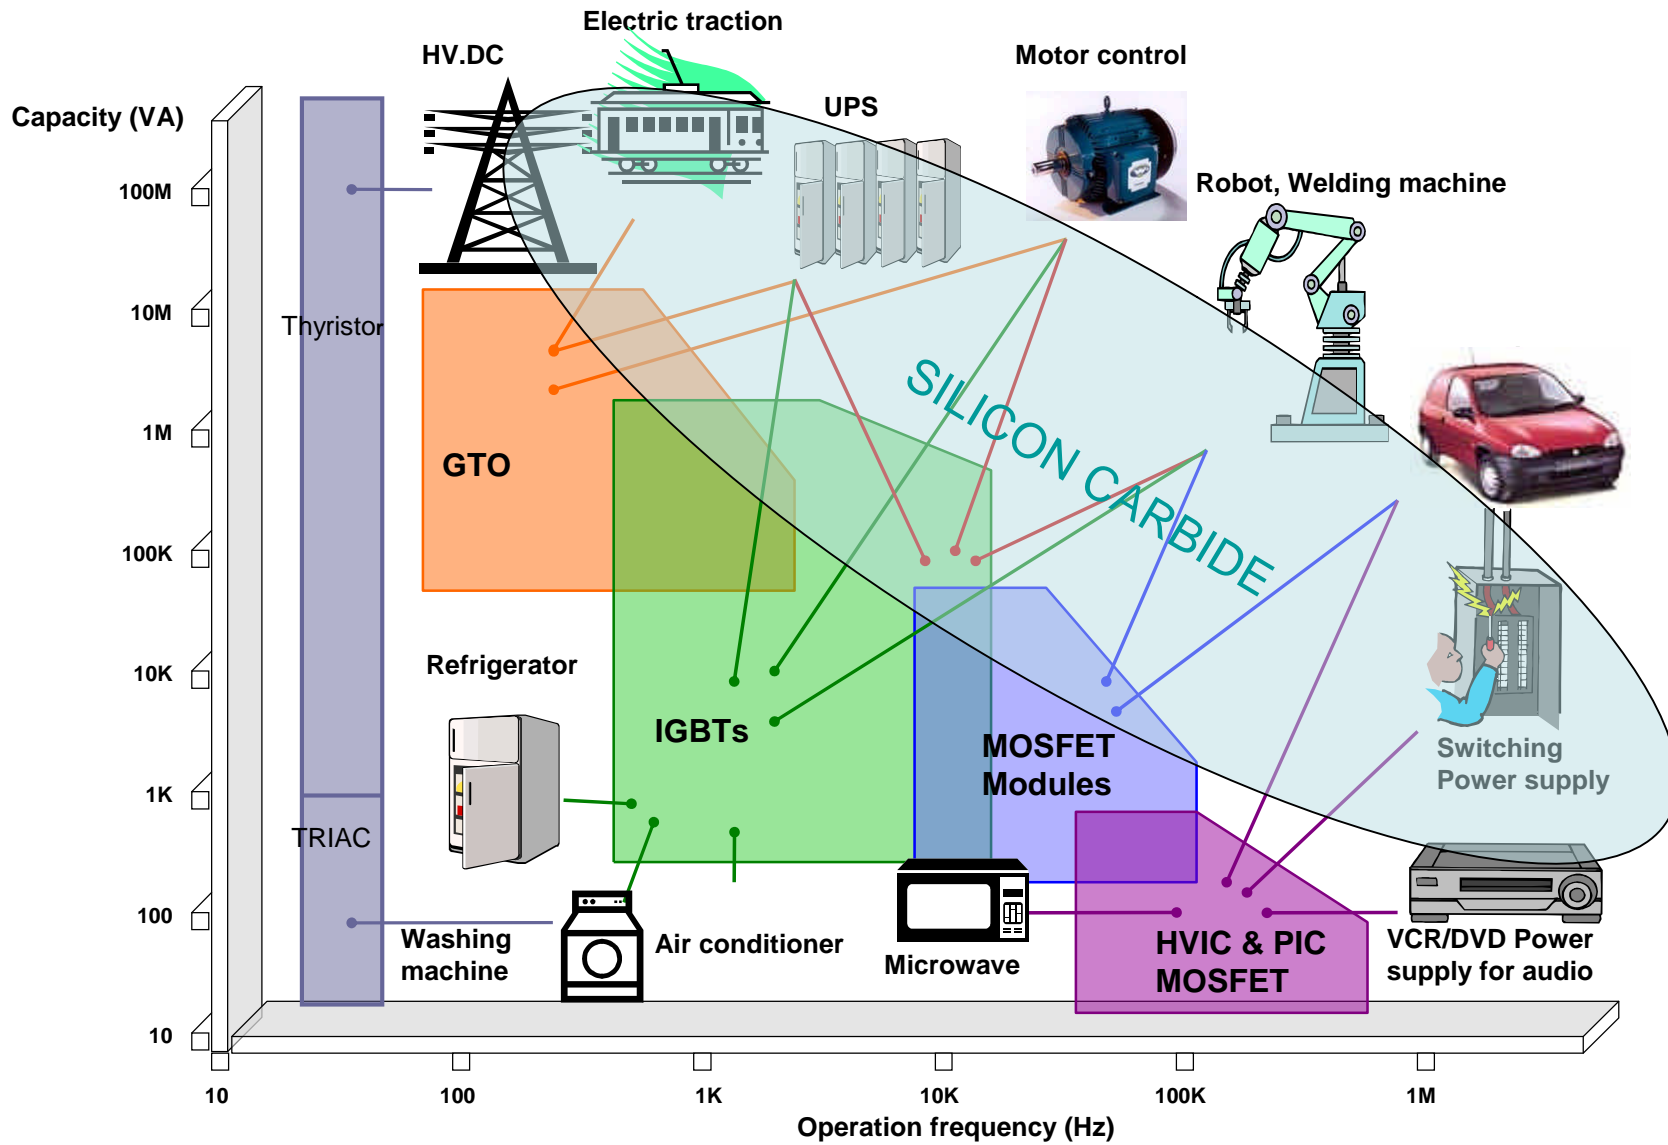 Electric traction
HV.DC
Motor control
UPS
Capacity (VA)
Robot, Welding machine
100M
10M
Thyristor
1M
GTO
SILICON CARBIDE
100K
Refrigerator
10K
IGBTs
MOSFET
Modules
Switching
Power supply
1K
TRIAC
100
Washing
machine
Air conditioner
Microwave
HVIC & PIC
MOSFET
VCR/DVD Power
supply for audio
10
10
100
1K
10K
100K
1M
Operation frequency (Hz)